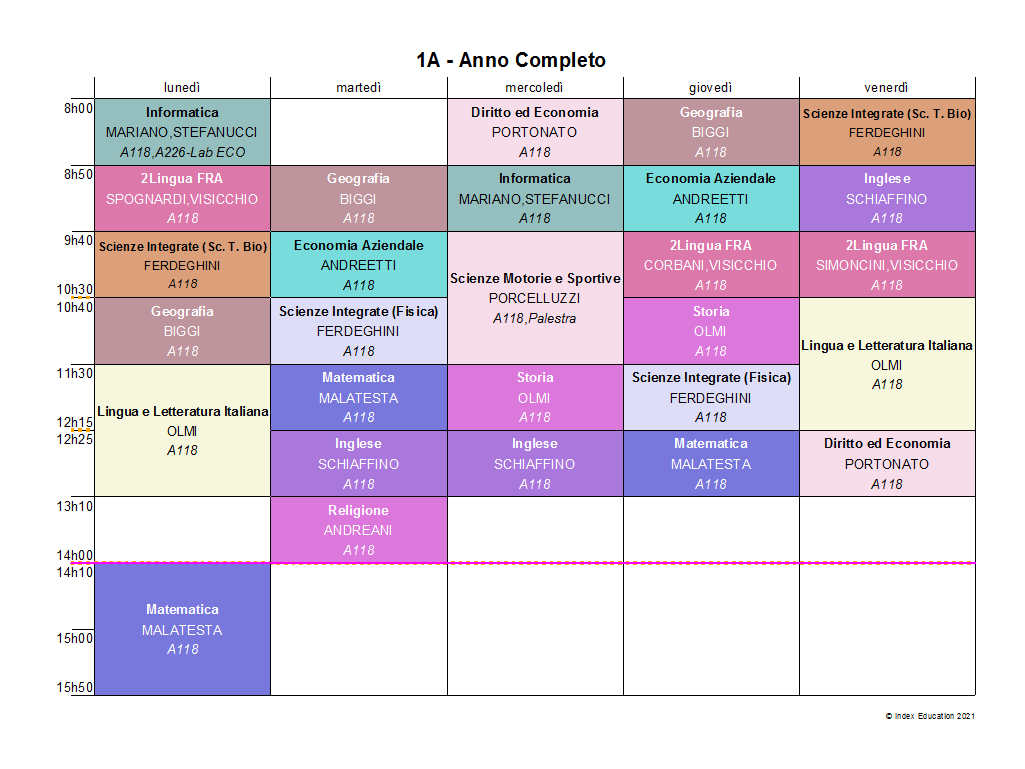 1A - Anno Completo
lunedì
martedì
mercoledì
giovedì
venerdì
8h00
Informatica
MARIANO,STEFANUCCI
A118,A226-Lab ECO
Diritto ed Economia
PORTONATO
A118
Geografia
BIGGI
A118
Scienze Integrate (Sc. T. Bio)
FERDEGHINI
A118
8h50
2Lingua FRA
SPOGNARDI,VISICCHIO
A118
Geografia
BIGGI
A118
Informatica
MARIANO,STEFANUCCI
A118
Economia Aziendale
ANDREETTI
A118
Inglese
SCHIAFFINO
A118
9h40
Scienze Integrate (Sc. T. Bio)
FERDEGHINI
A118
Economia Aziendale
ANDREETTI
A118
Scienze Motorie e Sportive
PORCELLUZZI
A118,Palestra
2Lingua FRA
CORBANI,VISICCHIO
A118
2Lingua FRA
SIMONCINI,VISICCHIO
A118
10h30
10h40
Geografia
BIGGI
A118
Scienze Integrate (Fisica)
FERDEGHINI
A118
Storia
OLMI
A118
Lingua e Letteratura Italiana
OLMI
A118
11h30
Lingua e Letteratura Italiana
OLMI
A118
Matematica
MALATESTA
A118
Storia
OLMI
A118
Scienze Integrate (Fisica)
FERDEGHINI
A118
12h15
12h25
Inglese
SCHIAFFINO
A118
Inglese
SCHIAFFINO
A118
Matematica
MALATESTA
A118
Diritto ed Economia
PORTONATO
A118
13h10
Religione
ANDREANI
A118
14h00
14h10
Matematica
MALATESTA
A118
15h00
15h50
© Index Education 2021